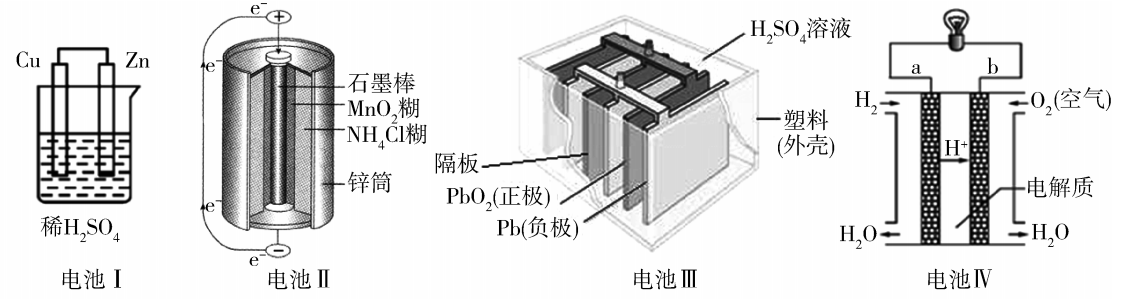 Cu
Zn
稀H₂SO₄
电池Ⅰ
e⁻
+
e⁻
石墨棒
MnO₂糊
NH₄Cl糊
锌筒
e⁻
e⁻
−
电池Ⅱ
H₂SO₄溶液
塑料
(外壳)
隔板
PbO₂(正极)
Pb(负极)
电池Ⅲ
a
b
H₂
O₂(空气)
H⁺
电解质
H₂O
H₂O
电池Ⅳ